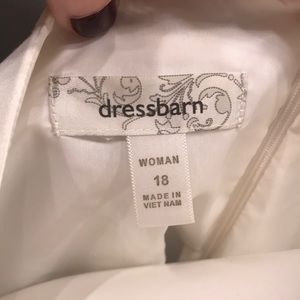 dressbarn
WOMAN
18
MADE IN
VIET NAM